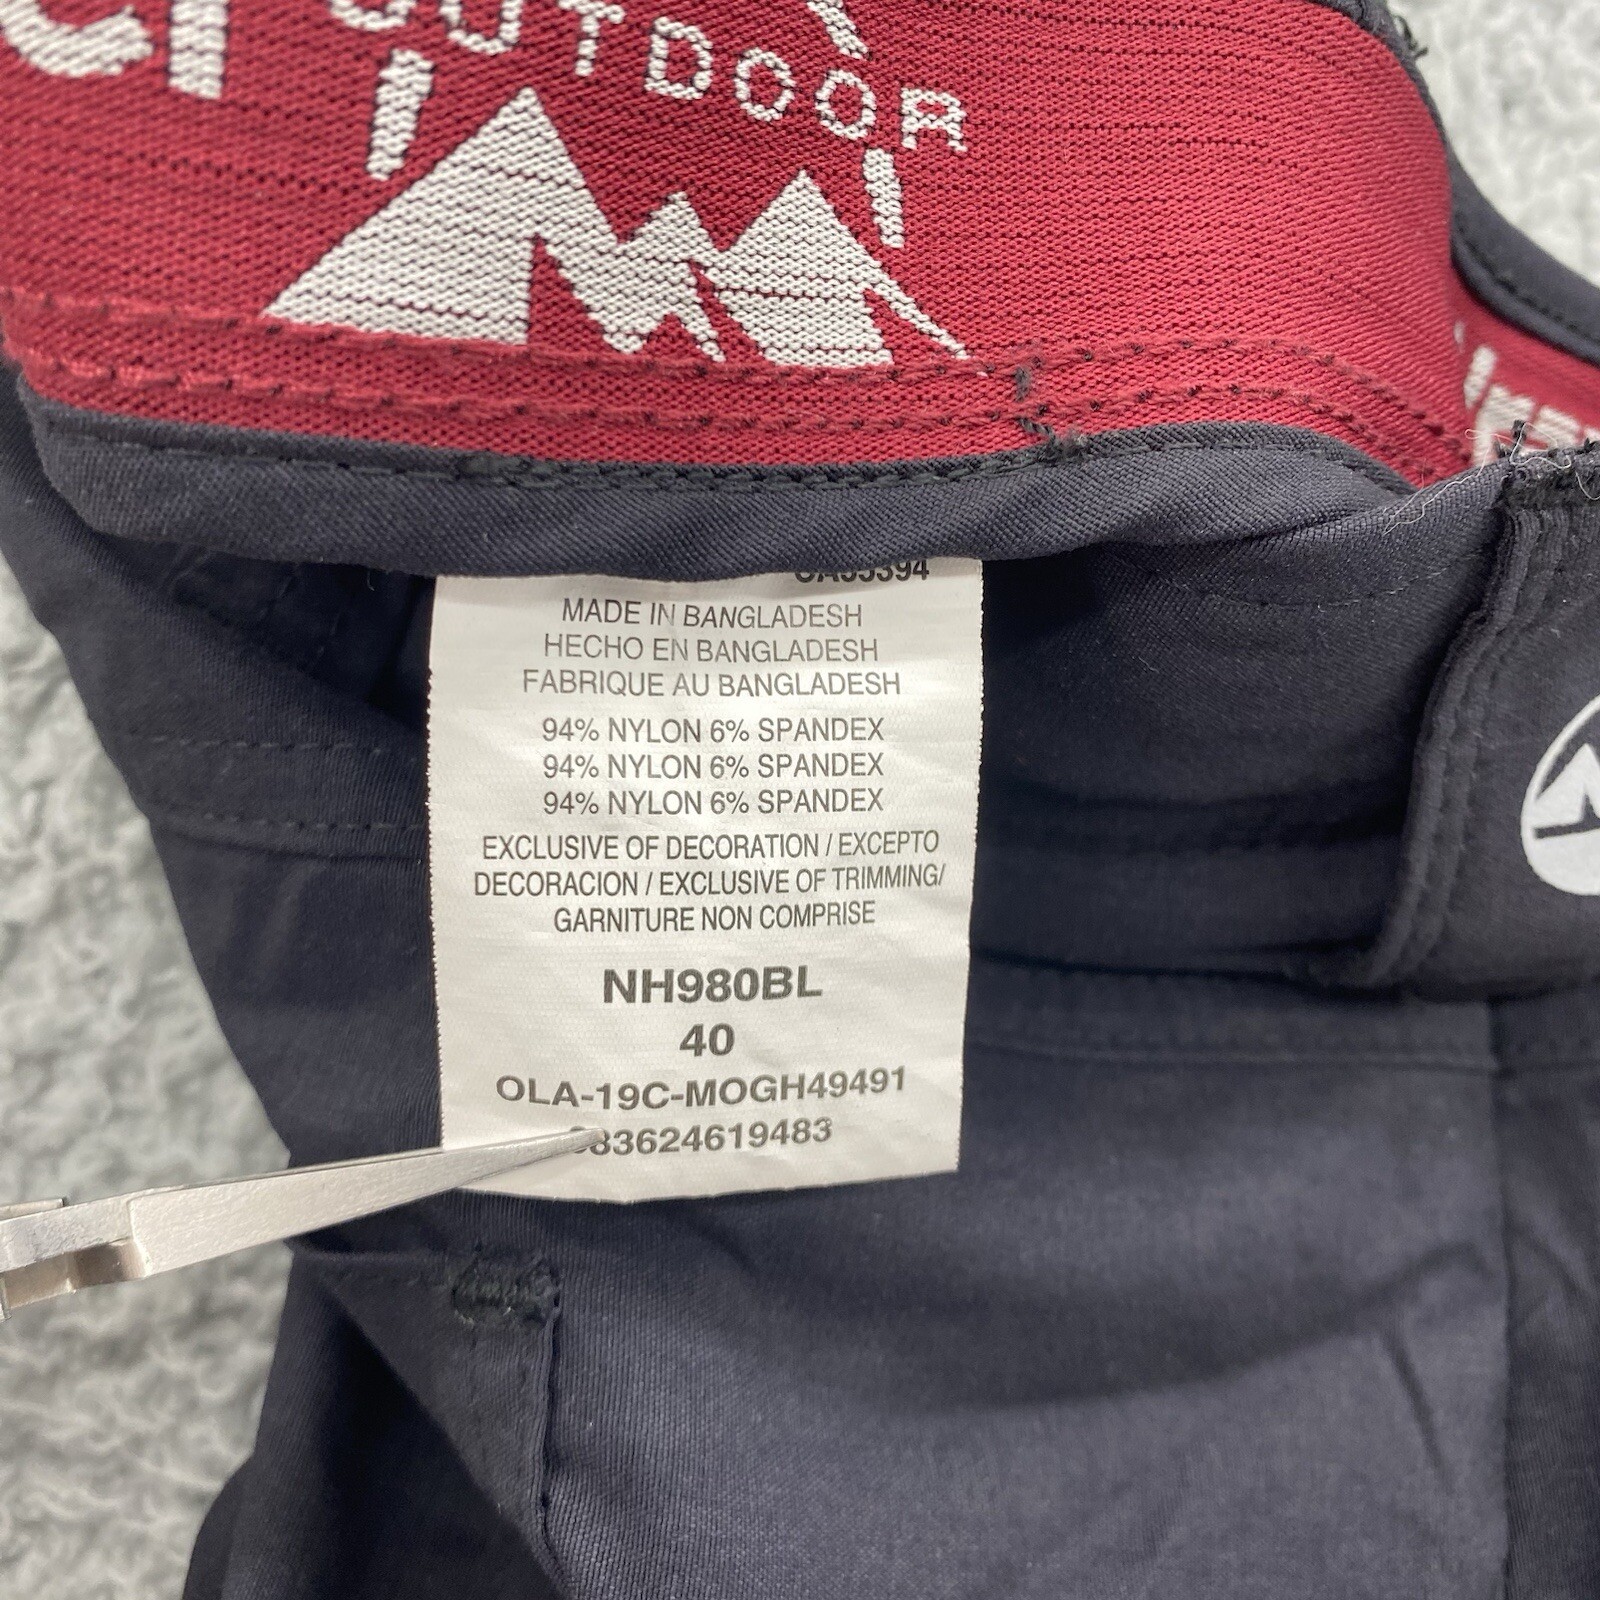 OUTDOOR
CA55394
MADE IN BANGLADESH
HECHO EN BANGLADESH
FABRIQUE AU BANGLADESH
94% NYLON 6% SPANDEX
94% NYLON 6% SPANDEX
94% NYLON 6% SPANDEX
EXCLUSIVE OF DECORATION / EXCEPTO
DECORACION / EXCLUSIVE OF TRIMMING/
GARNITURE NON COMPRISE
NH980BL
40
OLA-19C-MOGH49491